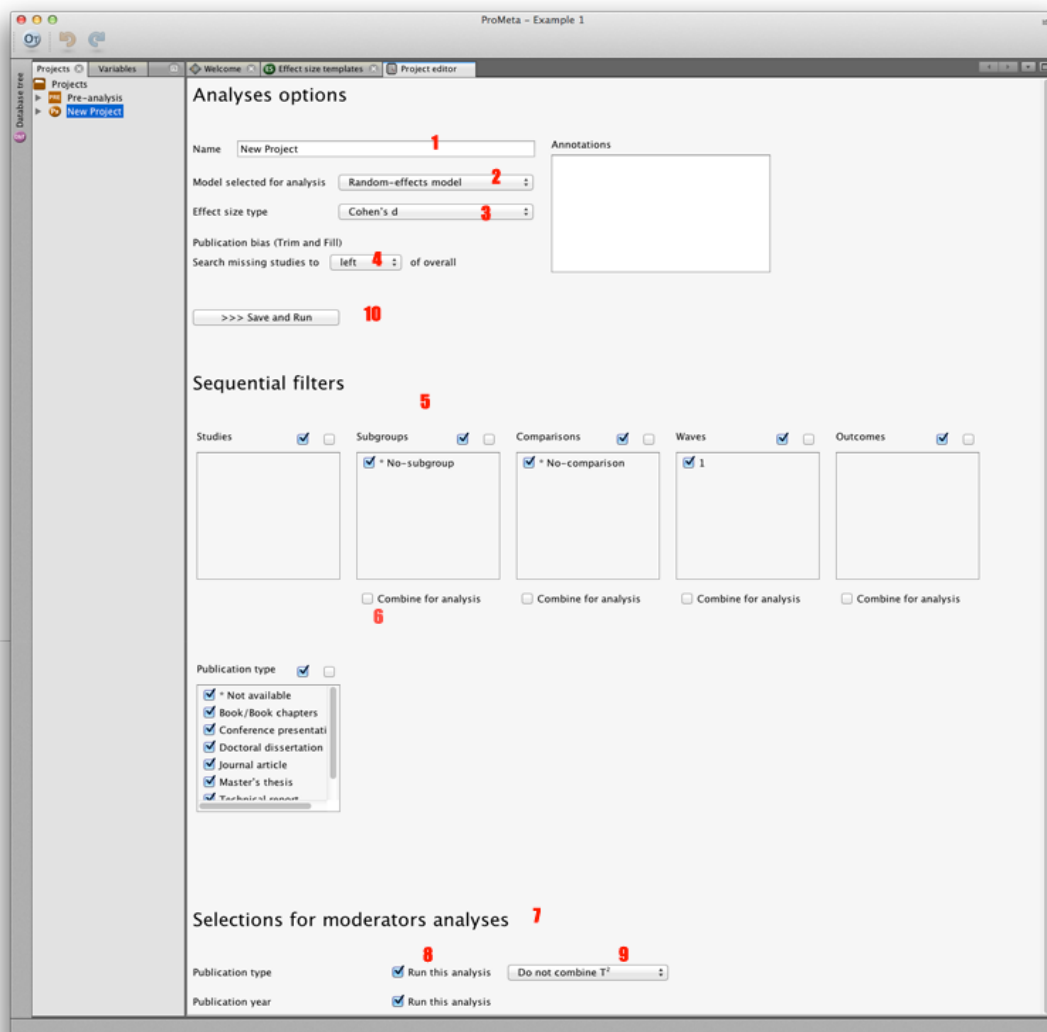 ProMeta - Example 1
Projects Variables Welcome Effect size templates Project editor
Database tree
Projects
Pre-analysis
New Project
Analyses options
Name New Project 1
Annotations
Model selected for analysis Random-effects model 2
Effect size type Cohen's d 3
Publication bias (Trim and Fill)
Search missing studies to left 4 of overall
>>> Save and Run 10
Sequential filters
5
Studies Subgroups Comparisons Waves Outcomes
* No-subgroup * No-comparison 1
Combine for analysis Combine for analysis Combine for analysis Combine for analysis
6
Publication type
* Not available
Book/Book chapters
Conference presentati
Doctoral dissertation
Journal article
Master's thesis
Technical report
Selections for moderators analyses 7
8 9
Publication type Run this analysis Do not combine T²
Publication year Run this analysis